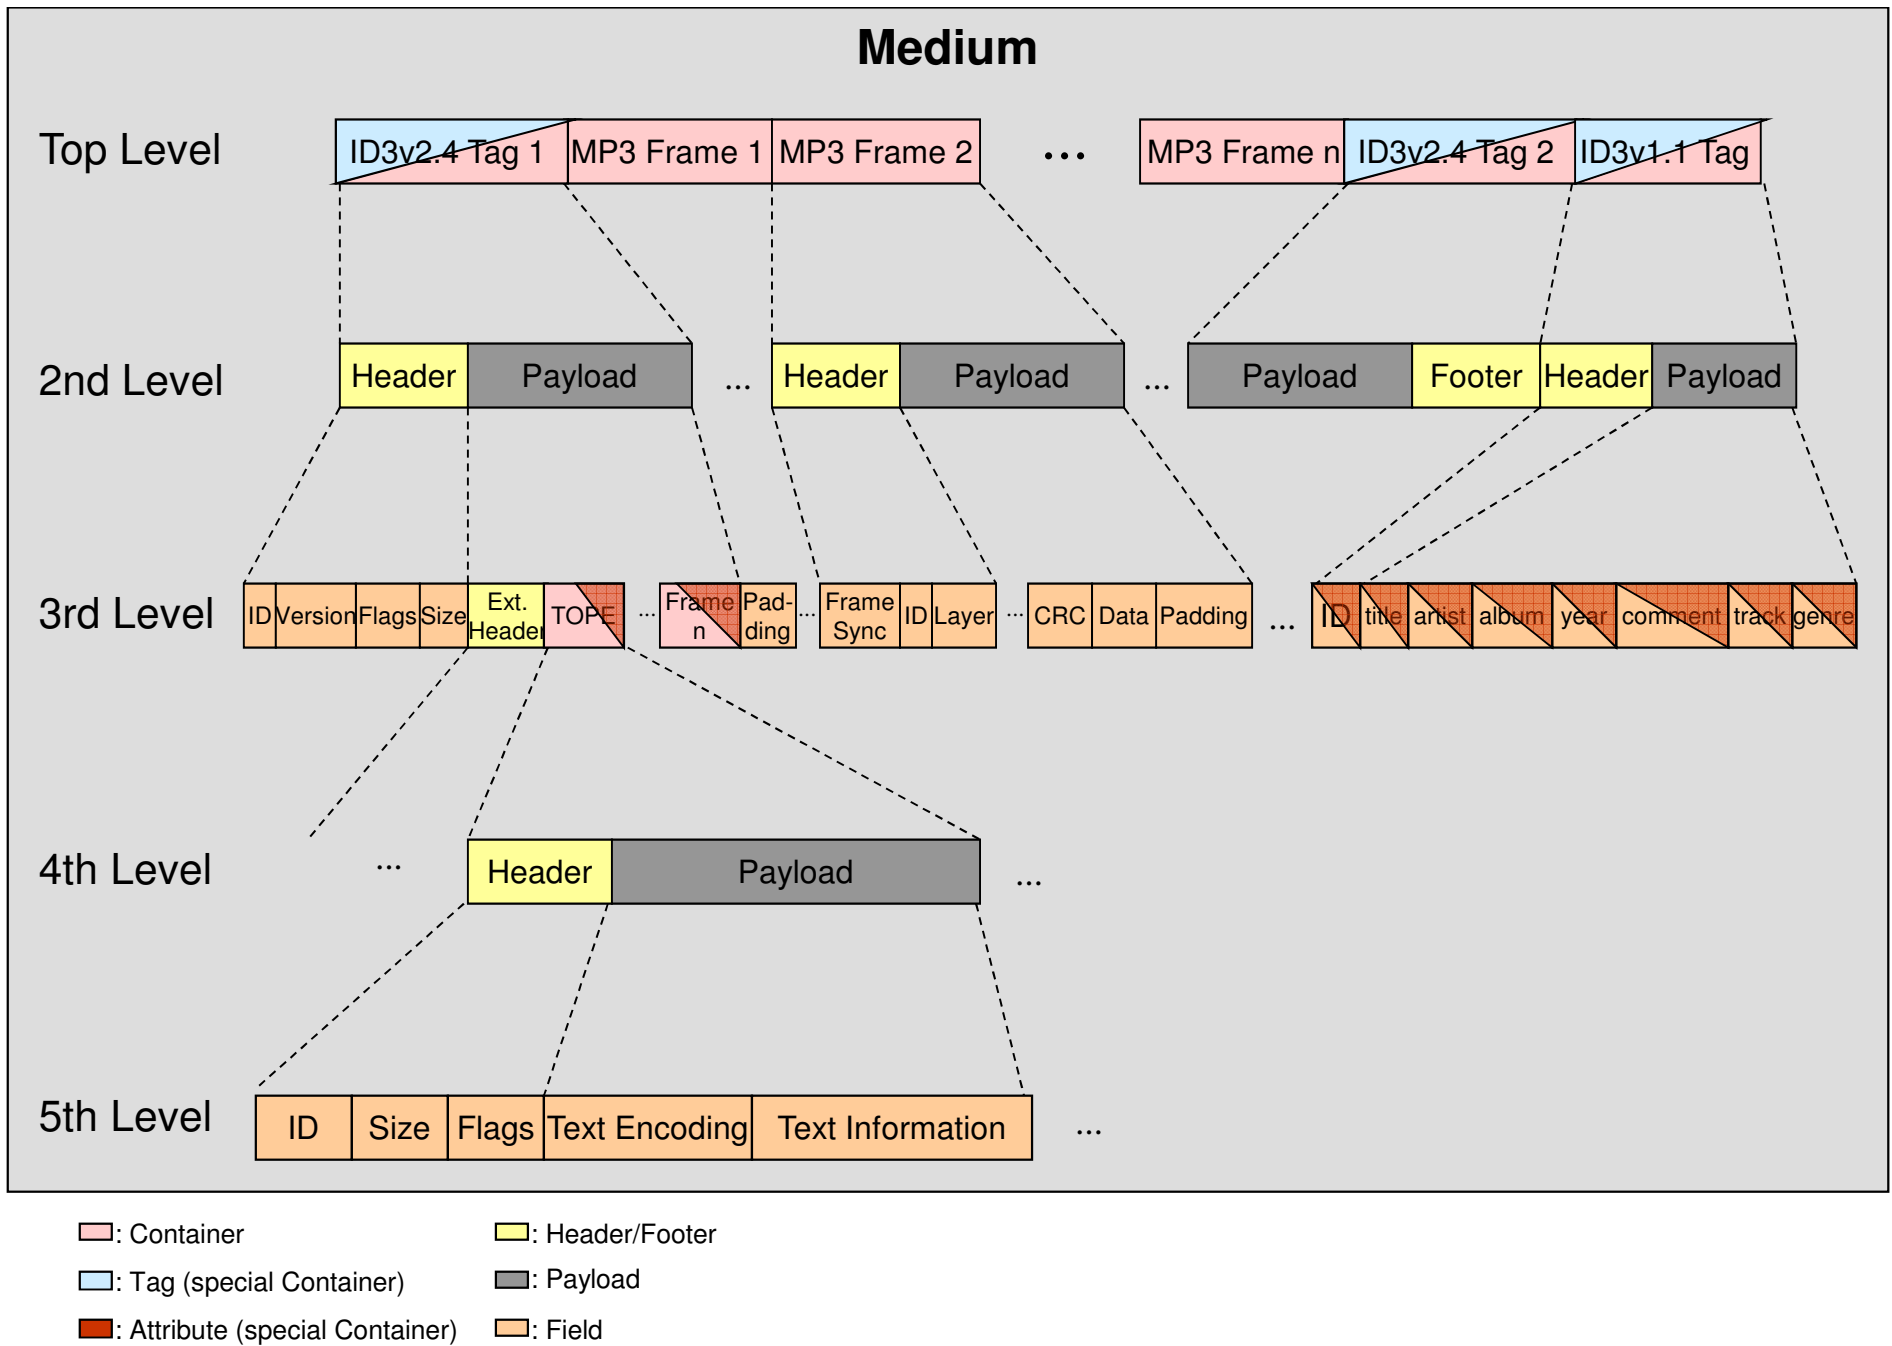 Medium
Top Level
ID3v2.4 Tag 1 MP3 Frame 1 MP3 Frame 2 ... MP3 Frame n ID3v2.4 Tag 2 ID3v1.1 Tag
2nd Level
Header Payload ... Header Payload ... Payload Footer Header Payload
3rd Level
ID Version Flags Size
Ext.
Header
TOPE
...
Frame
n
Pad-
ding
...
Frame
Sync
ID Layer ... CRC Data Padding ... ID title artist album year comment track genre
4th Level
... Header Payload ...
5th Level
ID Size Flags Text Encoding Text Information ...
: Container
: Header/Footer
: Tag (special Container)
: Payload
: Attribute (special Container)
: Field